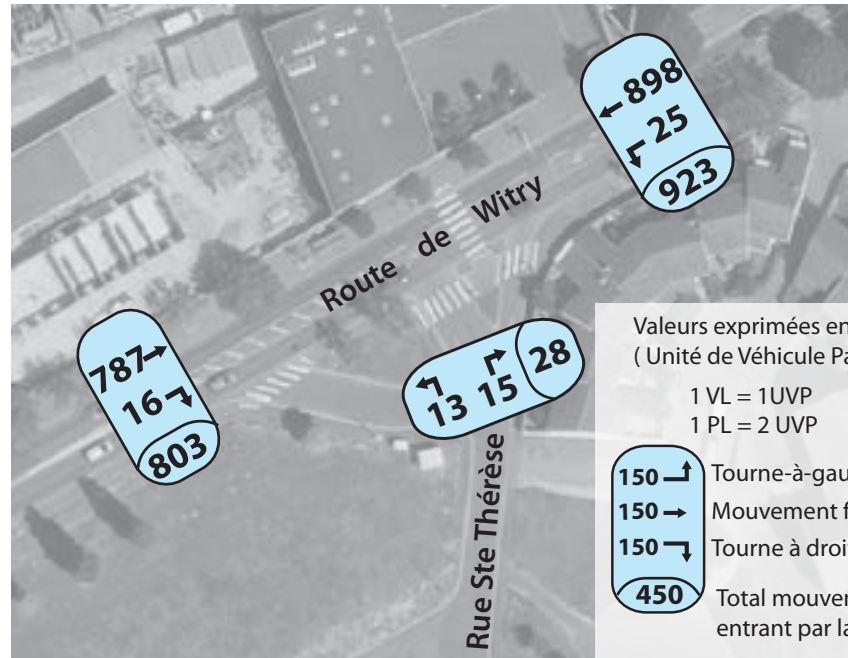 898
25
923
Route de Witry
787
16
803
13 15 28
Rue Ste Thérèse
Valeurs exprimées en
( Unité de Véhicule Pa
1 VL = 1UVP
1 PL = 2 UVP
150 Tourne-à-gau
150 Mouvement f
150 Tourne à droi
450 Total mouve
entrant par la